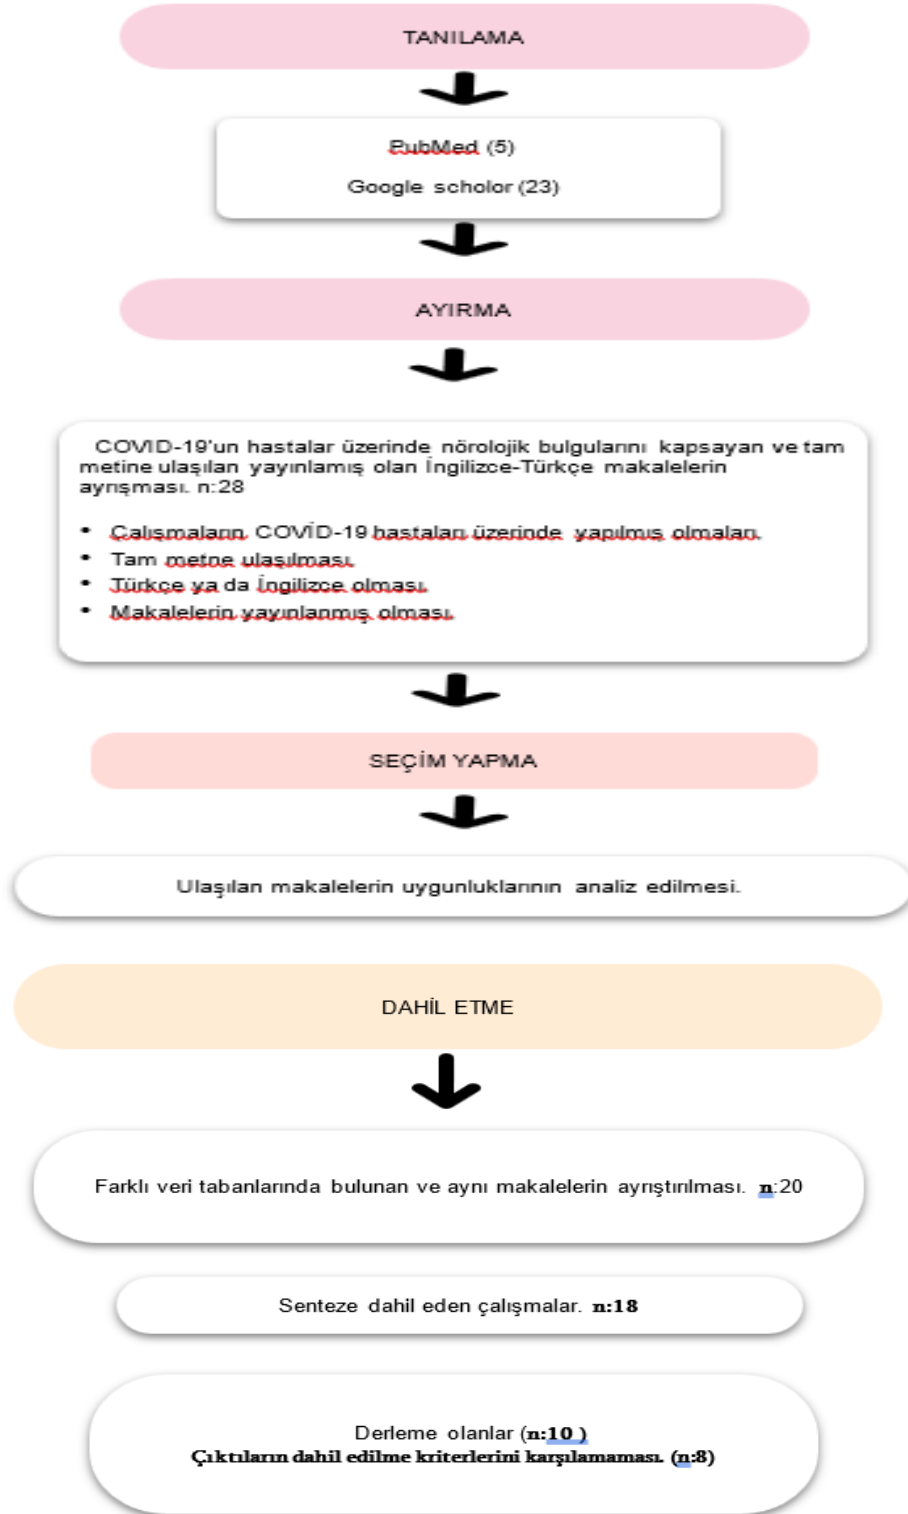 TANILAMA
PubMed (5)
Google scholor (23)
AYIRMA
COVID-19'un hastalar üzerinde nörolojik bulgularını kapsayan ve tam
metine ulaşılan yayınlamış olan İngilizce-Türkçe makalelerin
ayrışması. n:28
• Çalışmaların COVİD-19 hastaları üzerinde yapılmış olmaları.
• Tam metne ulaşılması.
• Türkçe ya da İngilizce olması.
• Makalelerin yayınlanmış olması.
SEÇİM YAPMA
Ulaşılan makalelerin uygunluklarının analiz edilmesi.
DAHİL ETME
Farklı veri tabanlarında bulunan ve aynı makalelerin ayrıştırılması. n:20
Senteze dahil eden çalışmalar. n:18
Derleme olanlar (n:10 )
Çıktıların dahil edilme kriterlerini karşılamaması. (n:8)